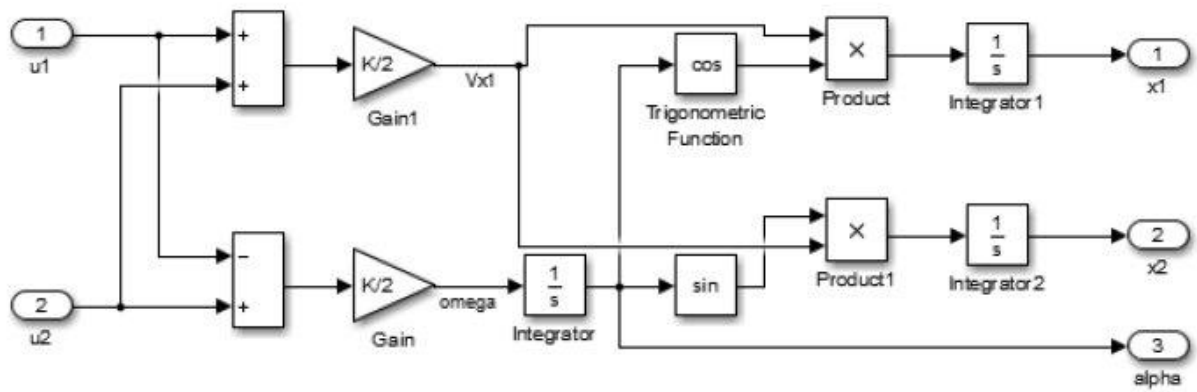 1
u1
+
+
K/2
Gain1
Vx1
cos
Trigonometric
Function
×
Product
1
s
Integrator1
1
x1
2
u2
−
+
K/2
Gain
omega
1
s
Integrator
sin
×
Product1
1
s
Integrator2
2
x2
3
alpha